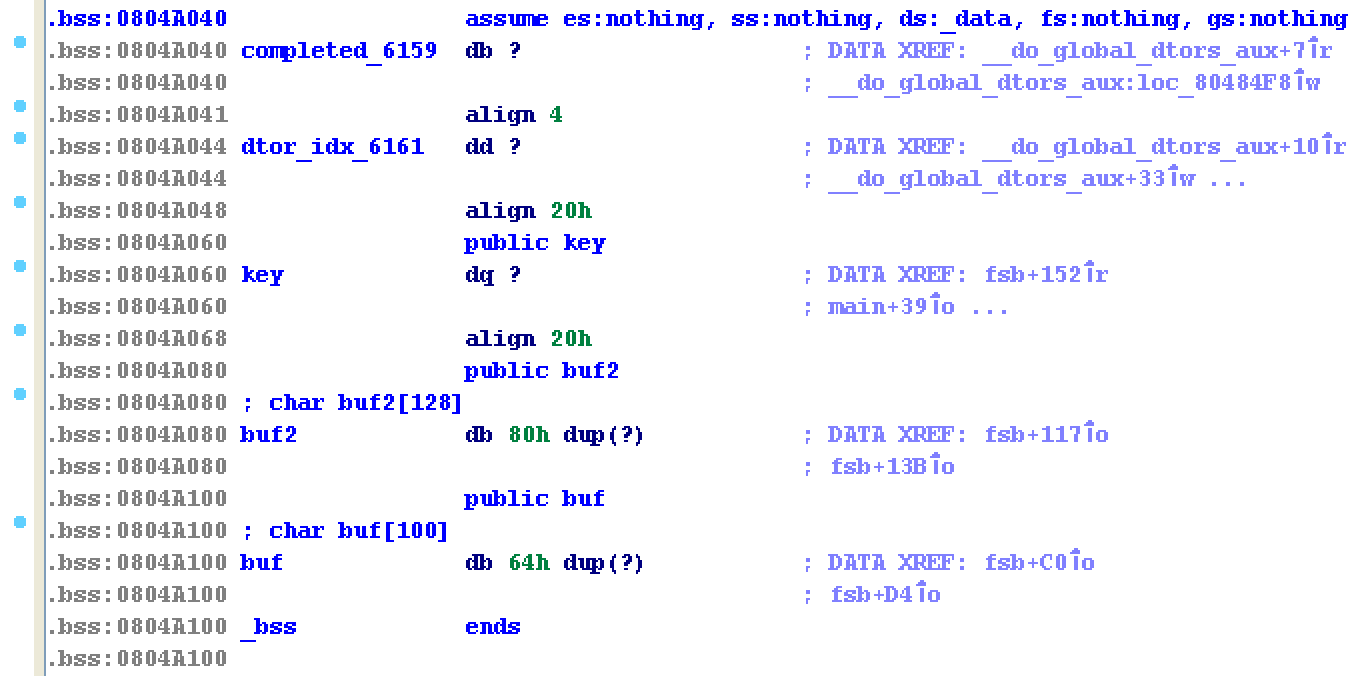 .bss:0804A040 assume es:nothing, ss:nothing, ds:_data, fs:nothing, gs:nothing
.bss:0804A040 completed_6159 db ? ; DATA XREF: __do_global_dtors_aux+7↑r
.bss:0804A040 ; __do_global_dtors_aux:loc_80484F8↑w
.bss:0804A041 align 4
.bss:0804A044 dtor_idx_6161 dd ? ; DATA XREF: __do_global_dtors_aux+10↑r
.bss:0804A044 ; __do_global_dtors_aux+33↑w ...
.bss:0804A048 align 20h
.bss:0804A060 public key
.bss:0804A060 key dq ? ; DATA XREF: fsb+152↑r
.bss:0804A060 ; main+39↑o ...
.bss:0804A068 align 20h
.bss:0804A080 public buf2
.bss:0804A080 ; char buf2[128]
.bss:0804A080 buf2 db 80h dup(?) ; DATA XREF: fsb+117↑o
.bss:0804A080 ; fsb+13B↑o
.bss:0804A100 public buf
.bss:0804A100 ; char buf[100]
.bss:0804A100 buf db 64h dup(?) ; DATA XREF: fsb+C0↑o
.bss:0804A100 ; fsb+D4↑o
.bss:0804A100 _bss ends
.bss:0804A100